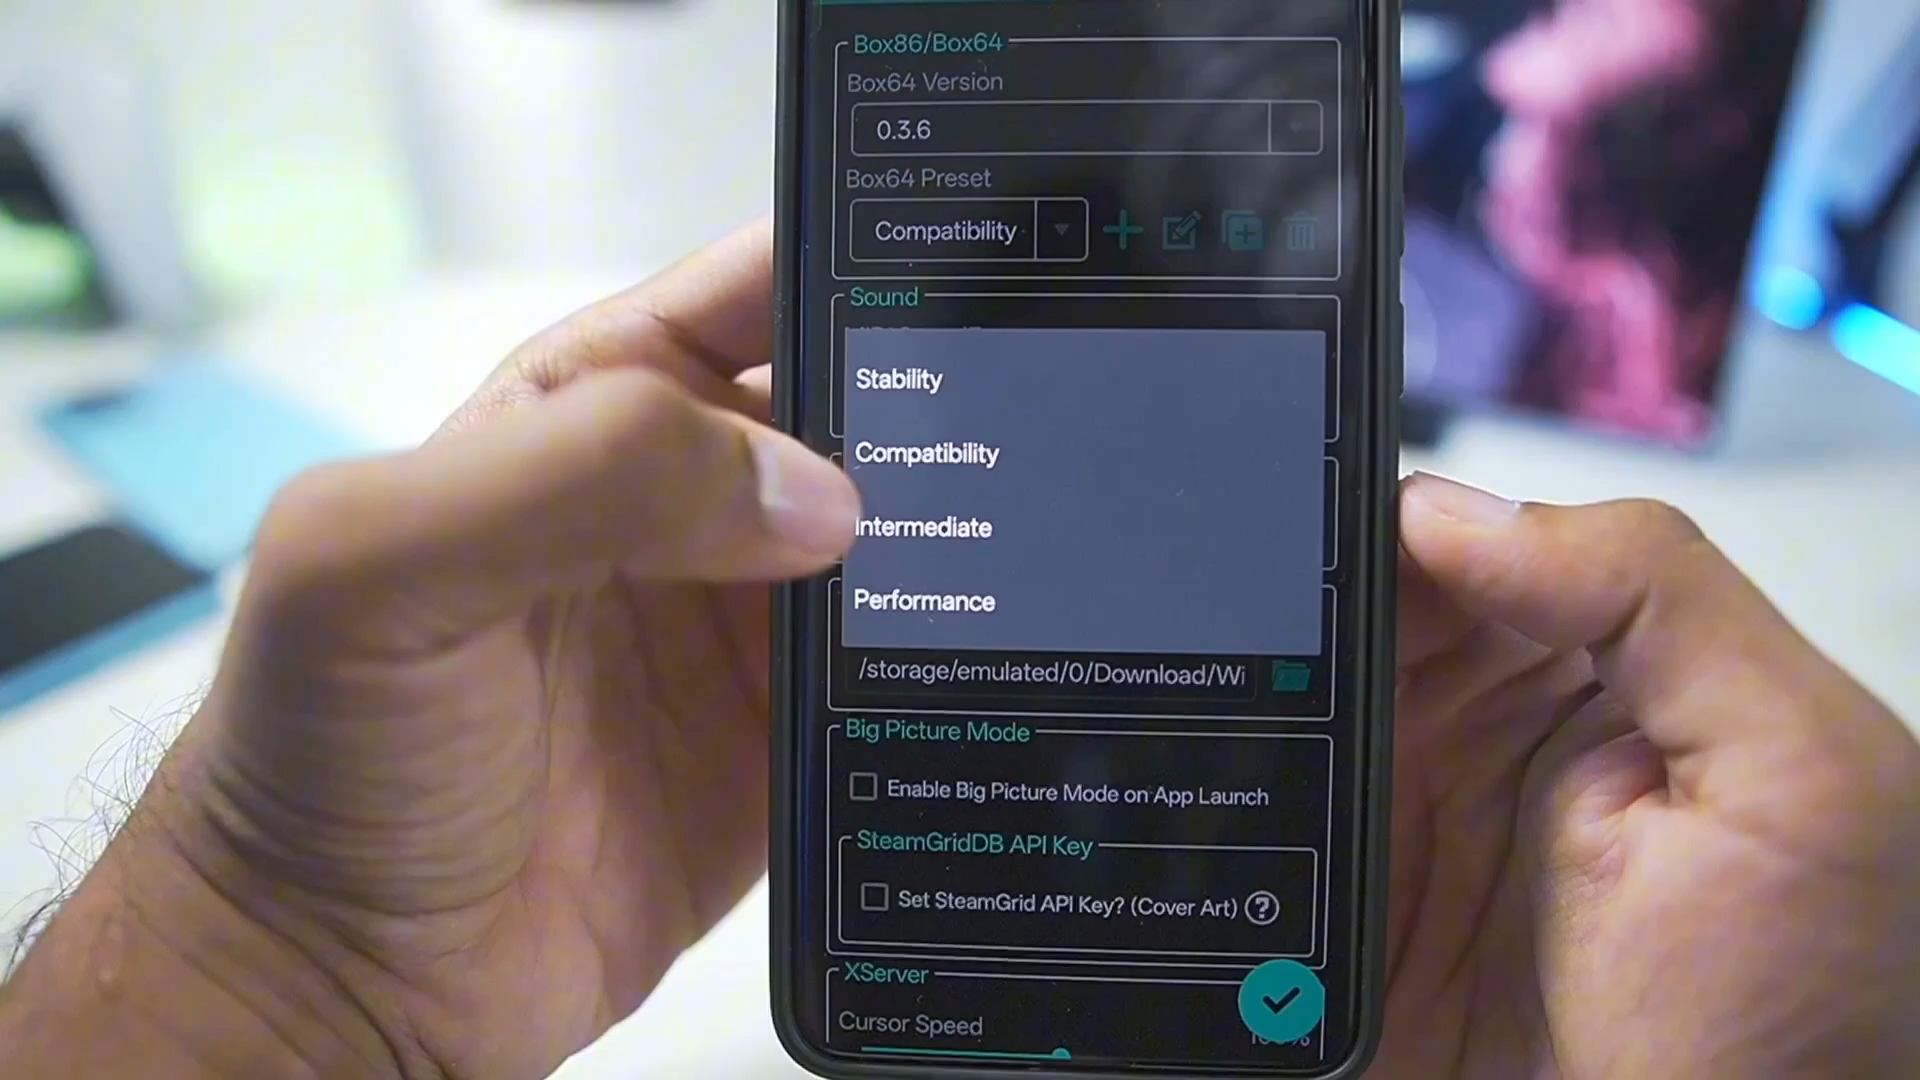 Box86/Box64
Box64 Version
0.3.6
Box64 Preset
Compatibility
Sound
Stability
Compatibility
Intermediate
Performance
/storage/emulated/0/Download/Wi
Big Picture Mode
Enable Big Picture Mode on App Launch
SteamGridDB API Key
Set SteamGrid API Key? (Cover Art) ?
XServer
Cursor Speed